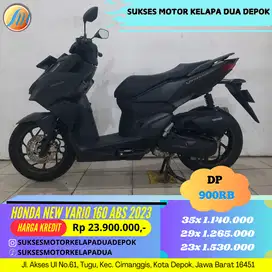 SUKSES MOTOR KELAPA DUA DEPOK
DP
900RB
HONDA NEW VARIO 160 ABS 2023
HARGA KREDIT
Rp 23.900.000,-
35x 1.140.000
29x 1.265.000
23x 1.530.000
@SUKSESMOTORKELAPADUADEPOK
@SUKSESMOTORKELAPADUA
Jl. Akses UI No.61, Tugu, Kec. Cimanggis, Kota Depok, Jawa Barat 16451